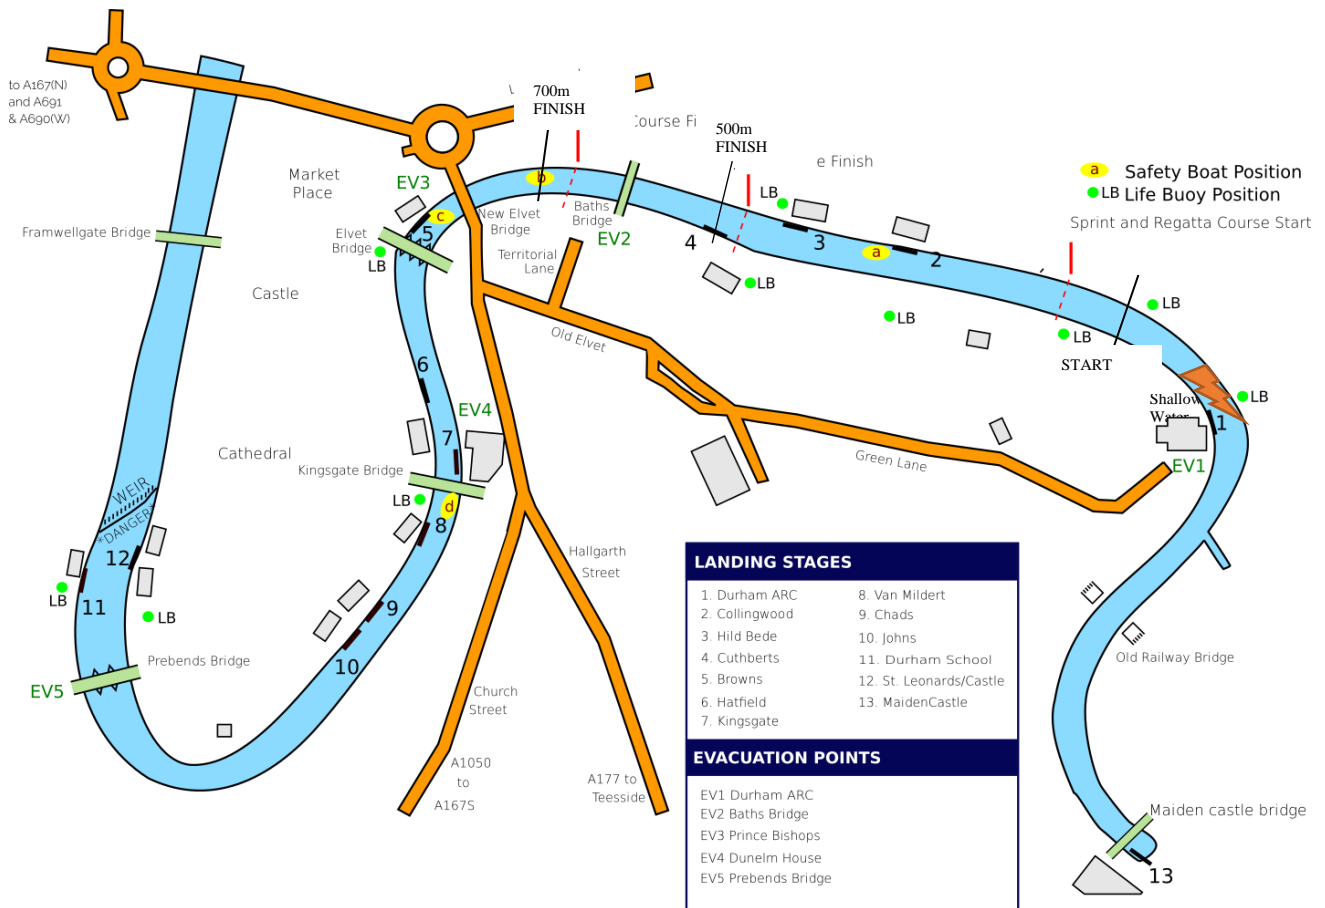 to A167(N)
and A691
& A690(W)
700m
FINISH
Course Fi
500m
FINISH
e Finish
a Safety Boat Position
LB Life Buoy Position
Sprint and Regatta Course Start
Market
Place
EV3
LB
b
c
5
New Elvet
Bridge
Baths
Bridge
EV2
4
3
a
2
Framwellgate Bridge
Elvet
Bridge
LB
Territorial
Lane
LB
Castle
LB
LB
LB
START
Old Elvet
6
Shallow
Water
LB
1
EV1
EV4
7
Cathedral
Kingsgate Bridge
Green Lane
WEIR
*DANGER*
LB
d
8
12
Hallgarth
Street
LB
11
LB
9
10
Prebends Bridge
EV5
Church
Street
A1050
to
A167S
A177 to
Teesside
Old Railway Bridge
Maiden castle bridge
13
LANDING STAGES
1. Durham ARC
2. Collingwood
3. Hild Bede
4. Cuthberts
5. Browns
6. Hatfield
7. Kingsgate
8. Van Mildert
9. Chads
10. Johns
11. Durham School
12. St. Leonards/Castle
13. MaidenCastle
EVACUATION POINTS
EV1 Durham ARC
EV2 Baths Bridge
EV3 Prince Bishops
EV4 Dunelm House
EV5 Prebends Bridge